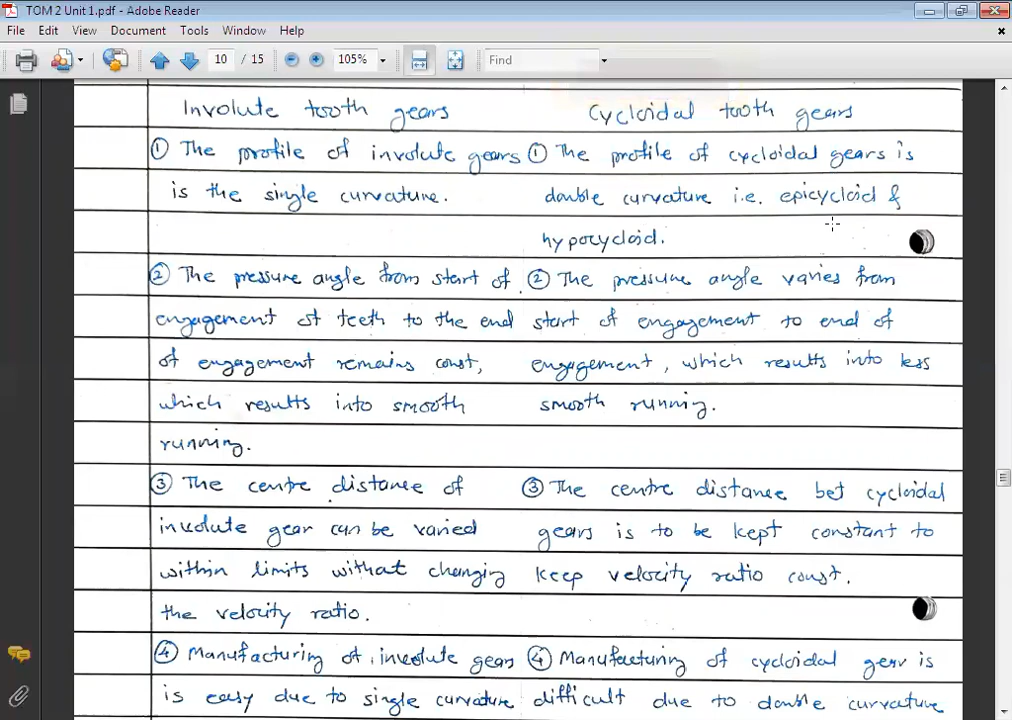 TOM 2 Unit 1.pdf - Adobe Reader
File Edit View Document Tools Window Help
10 / 15 105% Find
Involute tooth gears
① The profile of involute gears
is the single curvature.
② The pressure angle from start of
engagement of teeth to the end
of engagement remains const,
which results into smooth
running.
③ The centre distance of
involute gear can be varied
within limits without changing
the velocity ratio.
④ Manufacturing of involute gears
is easy due to single curvature
Cycloidal tooth gears
① The profile of cycloidal gears is
double curvature i.e. epicycloid &
hypocycloid.
② The pressure angle varies from
start of engagement to end of
engagement, which results into less
smooth running.
③ The centre distance bet cycloidal
gears is to be kept constant to
keep velocity ratio const.
④ Manufacturing of cycloidal gear is
difficult due to double curvature